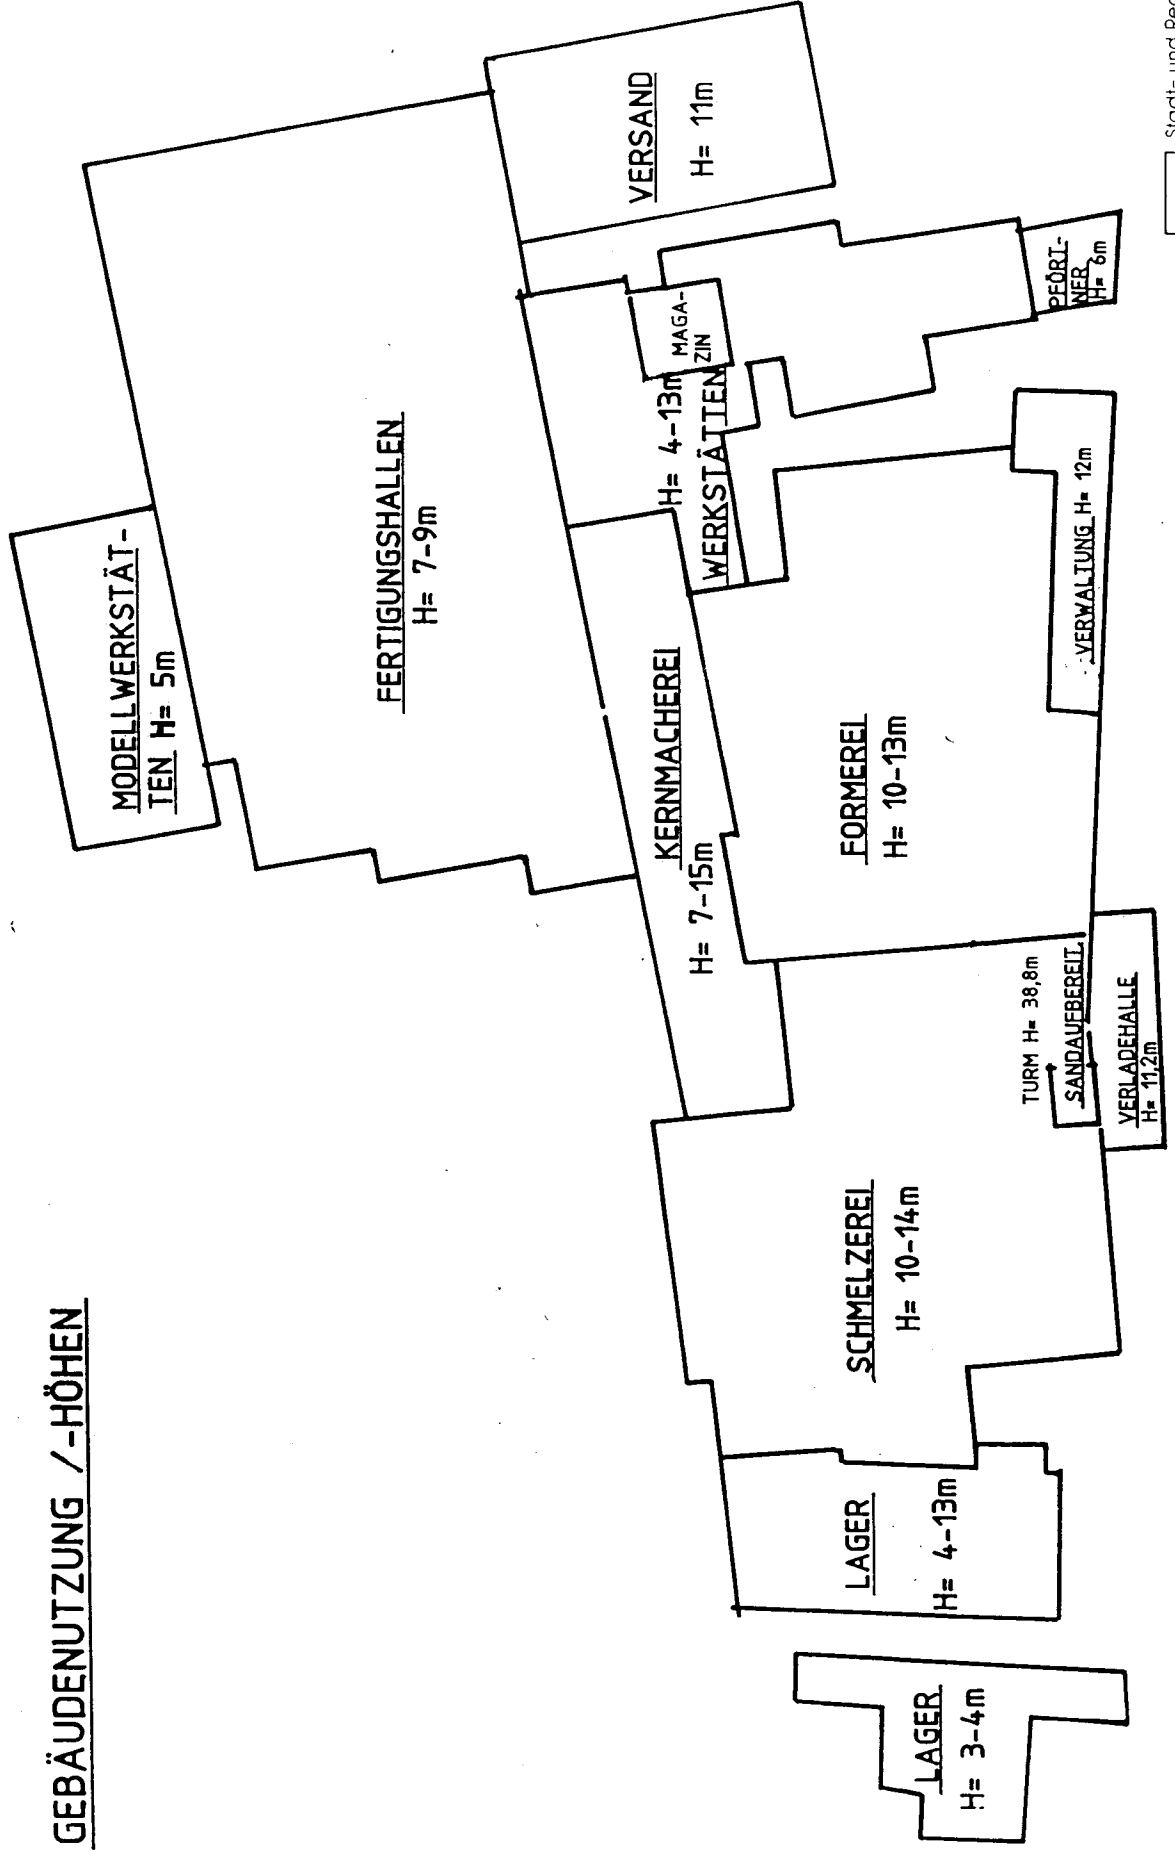 GEBÄUDENUTZUNG /-HÖHEN
MODELLWERKSTÄT-
TEN H= 5m
FERTIGUNGSHALLEN
H= 7-9m
VERSAND
H= 11m
KERNMACHEREI
H= 7-15m
H= 4-13m
WERKSTÄTTEN
MAGA-
ZIN
PFÖRT-
NER
H= 6m
FORMEREI
H= 10-13m
VERWALTUNG H= 12m
SCHMELZEREI
H= 10-14m
TURM H= 38,8m
SANDAUFBEREIT.
VERLADEHALLE
H= 11,2m
LAGER
H= 4-13m
LAGER
H= 3-4m
Stadt- und